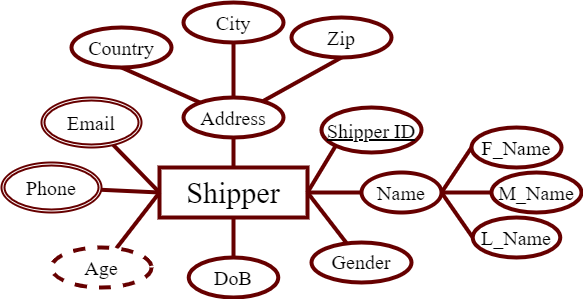 City
Country
Zip
Address
Email
Shipper ID
F_Name
Phone
Shipper
Name
M_Name
L_Name
Age
DoB
Gender